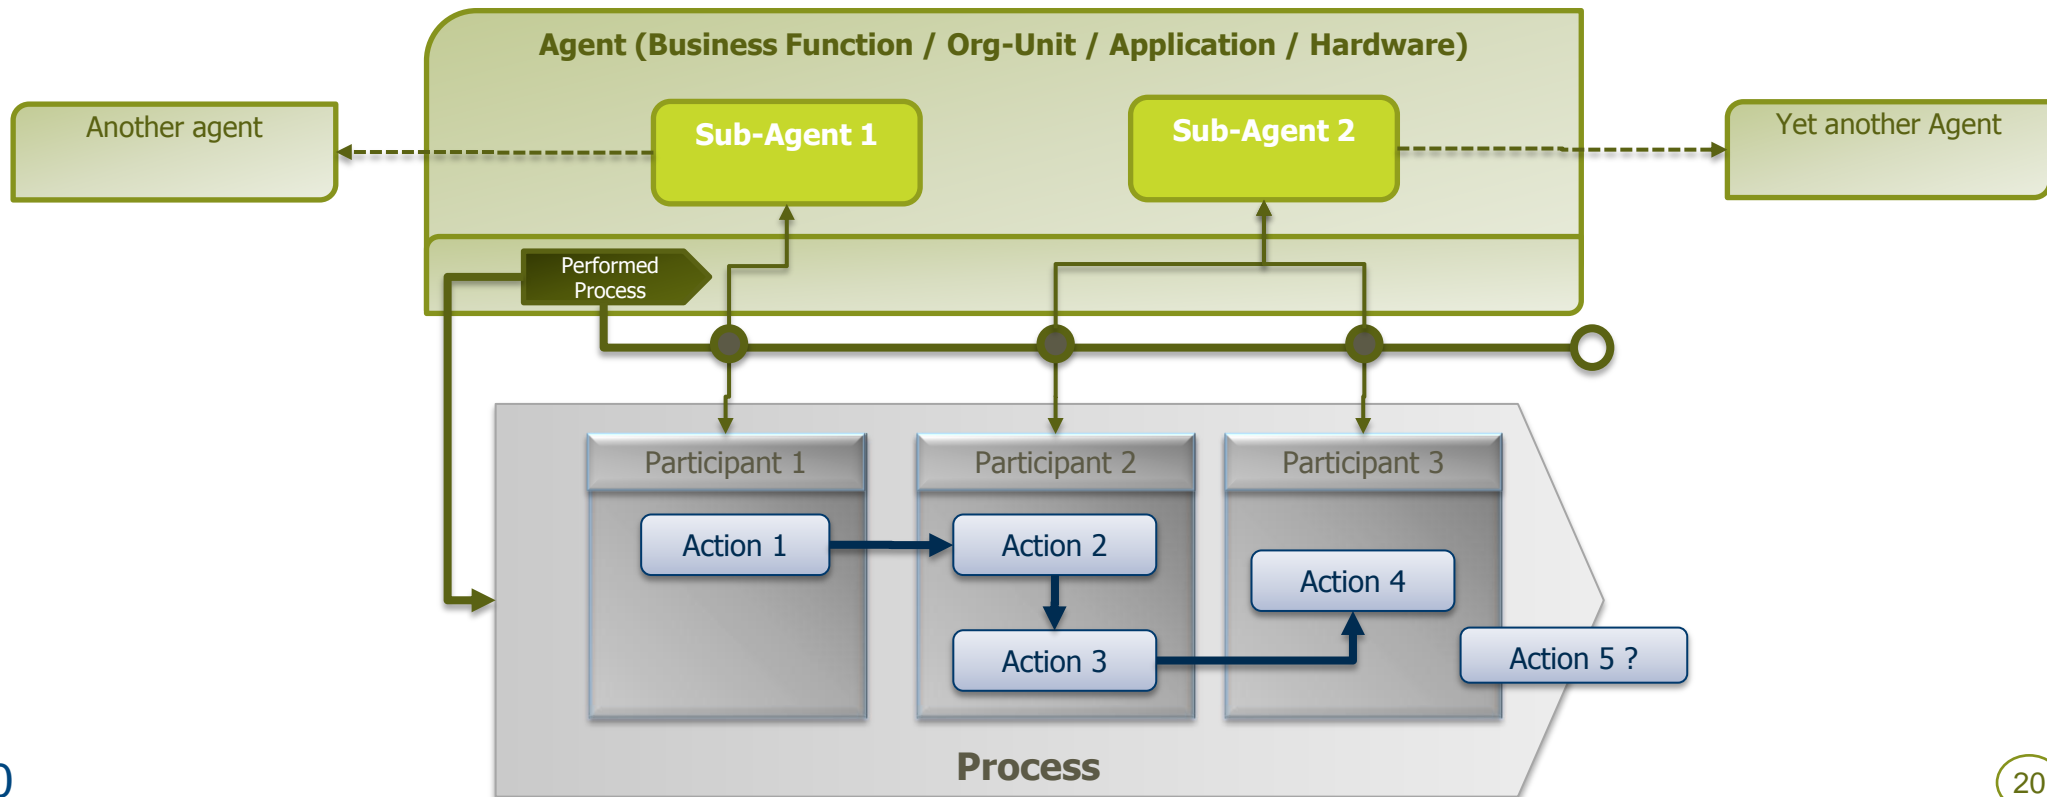 Agent (Business Function / Org-Unit / Application / Hardware)
Another agent
Sub-Agent 1
Sub-Agent 2
Yet another Agent
Performed
Process
Participant 1
Participant 2
Participant 3
Action 1
Action 2
Action 3
Action 4
Action 5 ?
Process
0
20